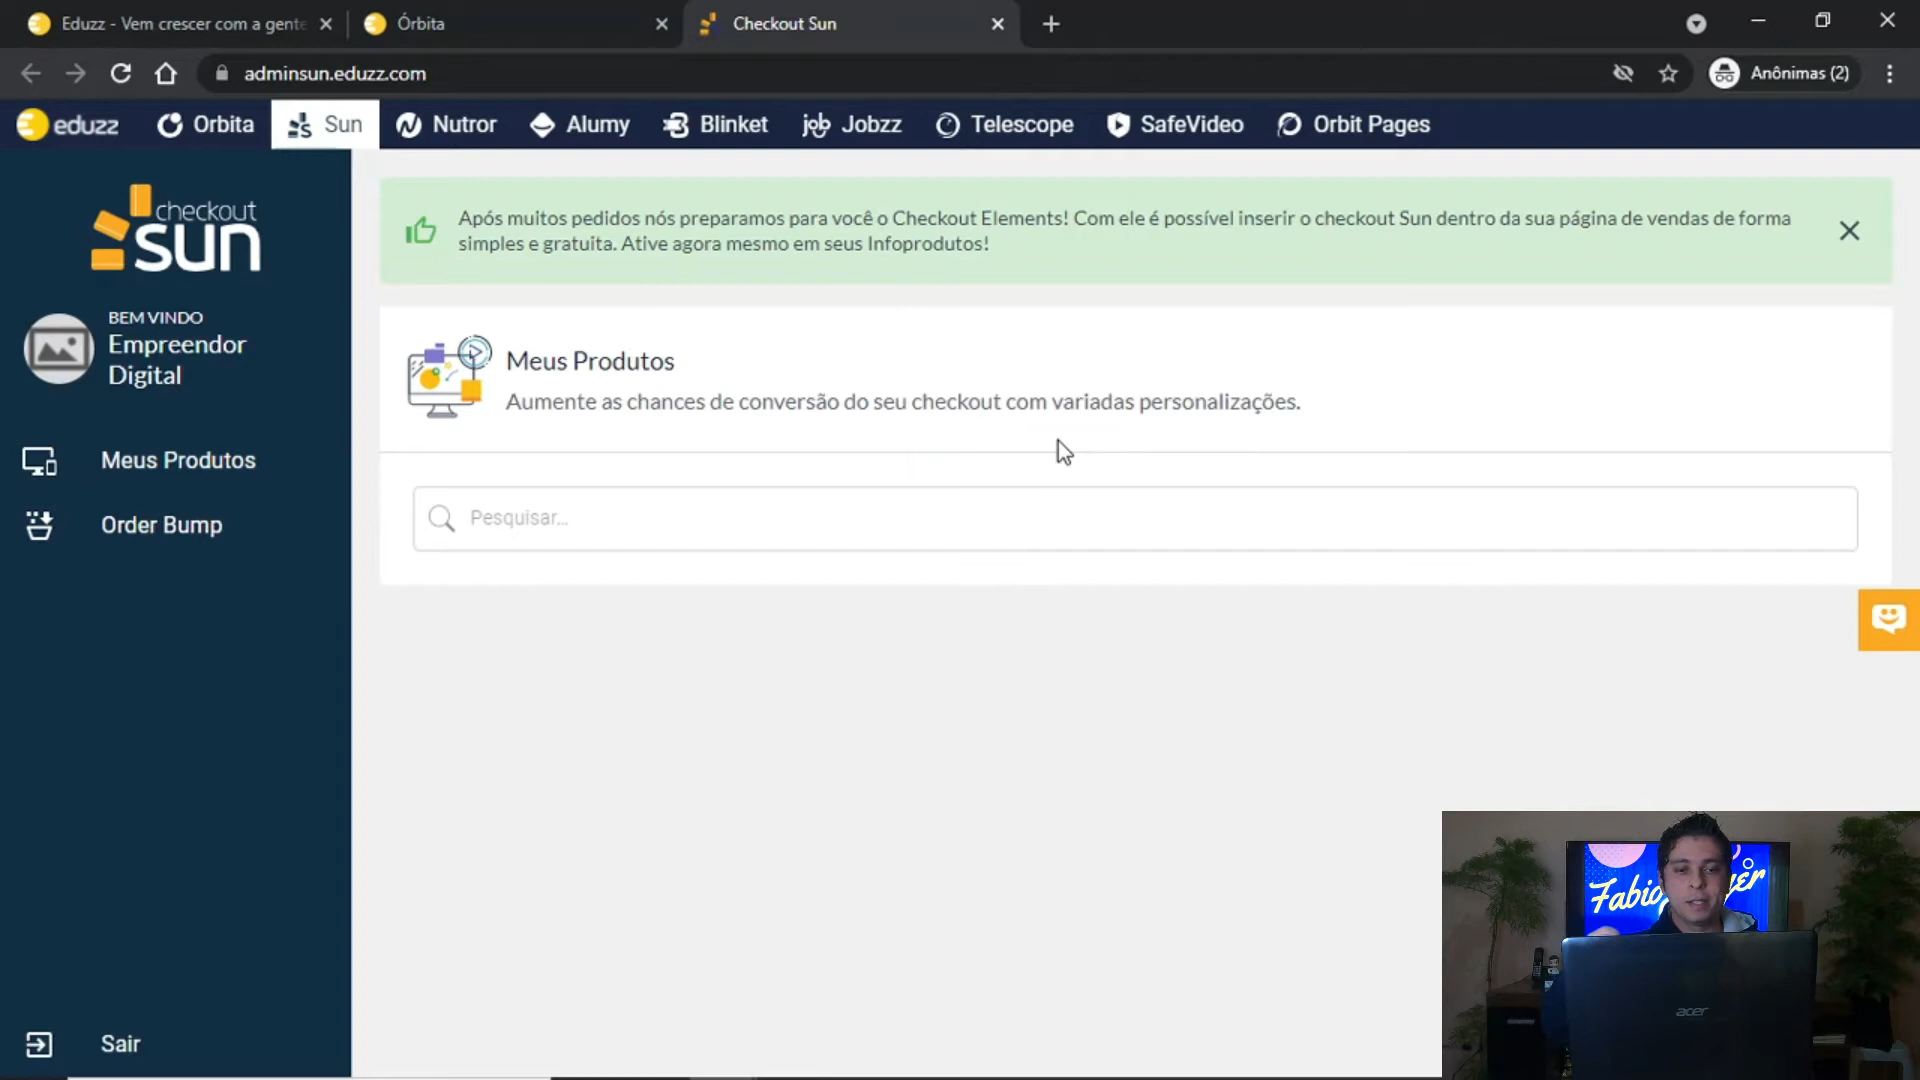 Eduzz - Vem crescer com a gente
Órbita
Checkout Sun
adminsun.eduzz.com
Anônimas (2)
eduzz
Orbita
Sun
Nutror
Alumy
Blinket
job Jobzz
Telescope
SafeVideo
Orbit Pages
checkout
sun
BEM VINDO
Empreendor
Digital
Meus Produtos
Order Bump
Sair
Após muitos pedidos nós preparamos para você o Checkout Elements! Com ele é possível inserir o checkout Sun dentro da sua página de vendas de forma
simples e gratuita. Ative agora mesmo em seus Infoprodutos!
Meus Produtos
Aumente as chances de conversão do seu checkout com variadas personalizações.
Pesquisar...
Fabio
acer